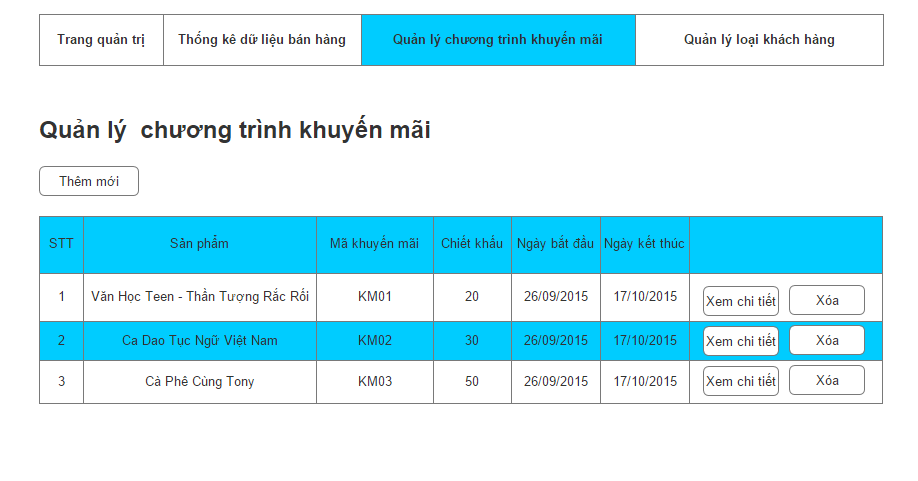 Trang quản trị Thống kê dữ liệu bán hàng Quản lý chương trình khuyến mãi Quản lý loại khách hàng
Quản lý chương trình khuyến mãi
Thêm mới
STT Sản phẩm Mã khuyến mãi Chiết khấu Ngày bắt đầu Ngày kết thúc
1 Văn Học Teen - Thần Tượng Rắc Rối KM01 20 26/09/2015 17/10/2015 Xem chi tiết Xóa
2 Ca Dao Tục Ngữ Việt Nam KM02 30 26/09/2015 17/10/2015 Xem chi tiết Xóa
3 Cà Phê Cùng Tony KM03 50 26/09/2015 17/10/2015 Xem chi tiết Xóa